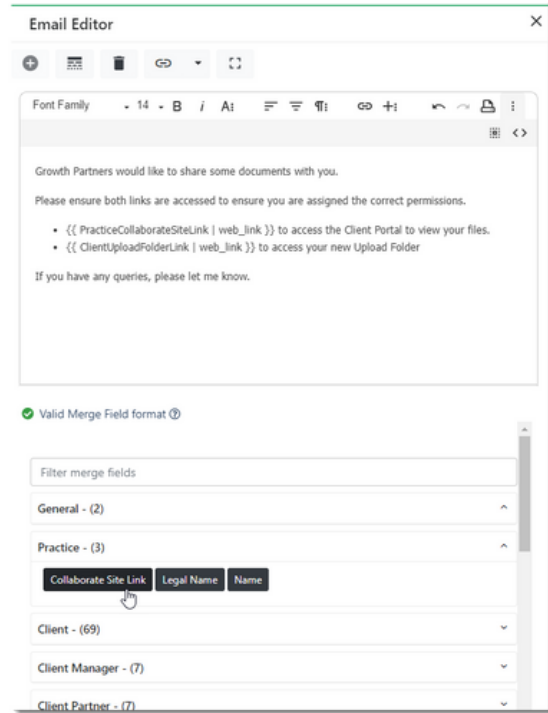 Email Editor
Font Family 14 B i A
Growth Partners would like to share some documents with you.
Please ensure both links are accessed to ensure you are assigned the correct permissions.
• {{ PracticeCollaborateSiteLink | web_link }} to access the Client Portal to view your files.
• {{ ClientUploadFolderLink | web_link }} to access your new Upload Folder
If you have any queries, please let me know.
Valid Merge Field format
Filter merge fields
General - (2)
Practice - (3)
Collaborate Site Link Legal Name Name
Client - (69)
Client Manager - (7)
Client Partner - (7)